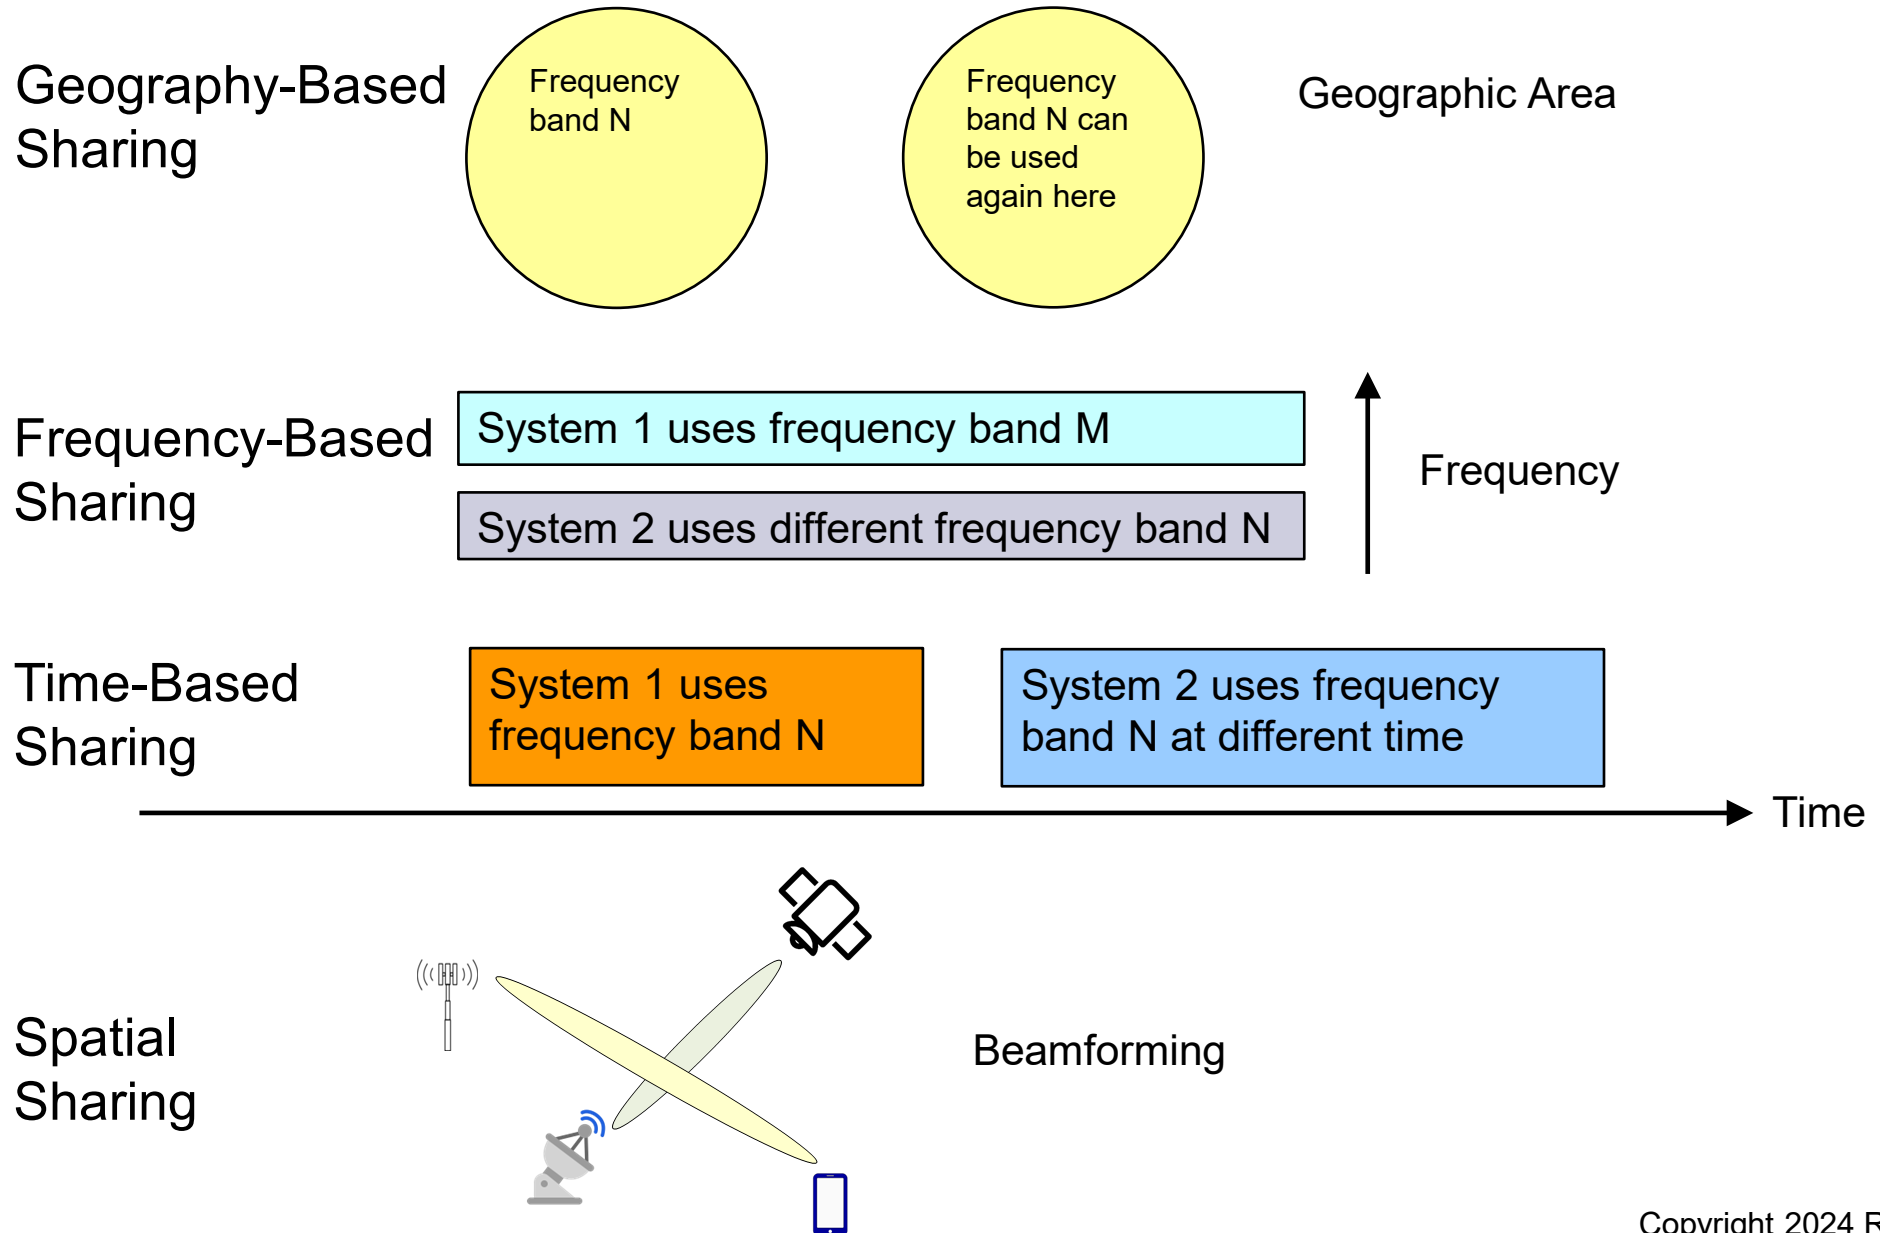 Geography-Based
Sharing
Frequency
band N
Frequency
band N can
be used
again here
Geographic Area
Frequency-Based
Sharing
System 1 uses frequency band M
System 2 uses different frequency band N
Frequency
Time-Based
Sharing
System 1 uses
frequency band N
System 2 uses frequency
band N at different time
Time
Spatial
Sharing
Beamforming
Copyright 2024 R